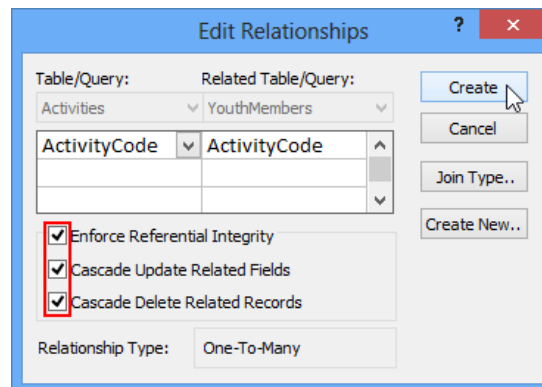 Edit Relationships ? ×
Table/Query: Related Table/Query:
Activities YouthMembers
ActivityCode ActivityCode
Create
Cancel
Join Type..
Create New..
Enforce Referential Integrity
Cascade Update Related Fields
Cascade Delete Related Records
Relationship Type: One-To-Many